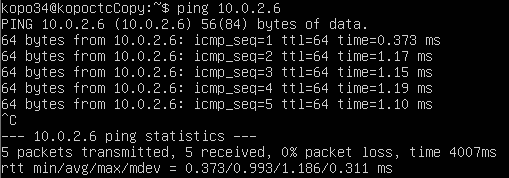 kopo34@kopoctcCopy:~$ ping 10.0.2.6
PING 10.0.2.6 (10.0.2.6) 56(84) bytes of data.
64 bytes from 10.0.2.6: icmp_seq=1 ttl=64 time=0.373 ms
64 bytes from 10.0.2.6: icmp_seq=2 ttl=64 time=1.17 ms
64 bytes from 10.0.2.6: icmp_seq=3 ttl=64 time=1.15 ms
64 bytes from 10.0.2.6: icmp_seq=4 ttl=64 time=1.19 ms
64 bytes from 10.0.2.6: icmp_seq=5 ttl=64 time=1.10 ms
^C
--- 10.0.2.6 ping statistics ---
5 packets transmitted, 5 received, 0% packet loss, time 4007ms
rtt min/avg/max/mdev = 0.373/0.993/1.186/0.311 ms